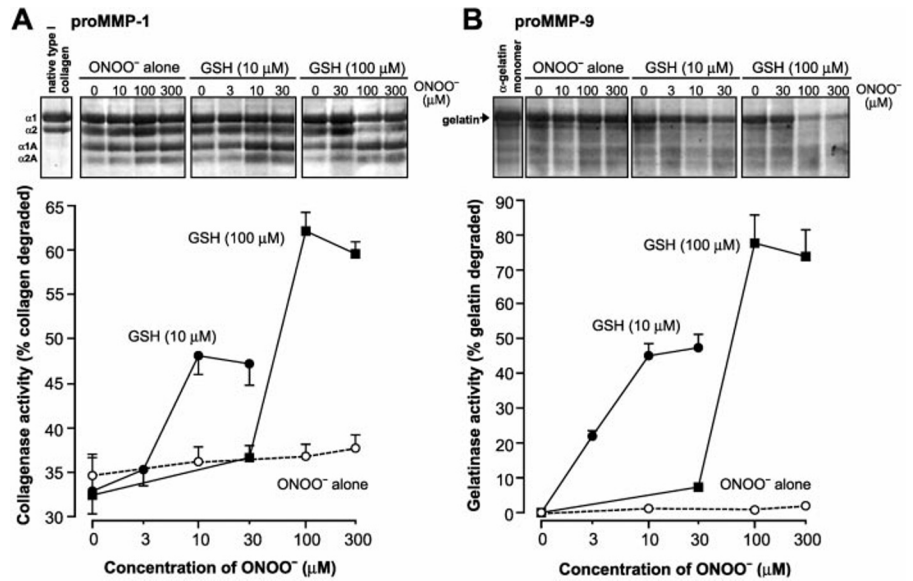 A proMMP-1
native type I
collagen
ONOO⁻ alone GSH (10 μM) GSH (100 μM)
0 10 100 300 0 3 10 30 0 30 100 300 ONOO⁻
(μM)
α1
α2
α1A
α2A
Collagenase activity (% collagen degraded)
65
60
55
50
45
40
35
30
GSH (100 μM)
GSH (10 μM)
ONOO⁻ alone
0 3 10 30 100 300
Concentration of ONOO⁻ (μM)
B proMMP-9
α-gelatin
monomer
ONOO⁻ alone GSH (10 μM) GSH (100 μM)
0 10 100 300 0 3 10 30 0 30 100 300 ONOO⁻
(μM)
gelatin
Gelatinase activity (% gelatin degraded)
90
80
70
60
50
40
30
20
10
0
GSH (100 μM)
GSH (10 μM)
ONOO⁻ alone
0 3 10 30 100 300
Concentration of ONOO⁻ (μM)